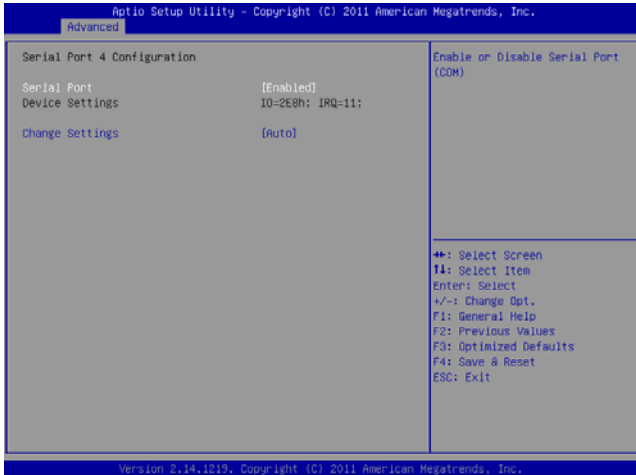 Aptio Setup Utility - Copyright (C) 2011 American Megatrends, Inc.
Advanced
Serial Port 4 Configuration
Serial Port [Enabled]
Device Settings IO=2E8h; IRQ=11;
Change Settings [Auto]
Enable or Disable Serial Port
(COM)
→←: Select Screen
↑↓: Select Item
Enter: Select
+/-: Change Opt.
F1: General Help
F2: Previous Values
F3: Optimized Defaults
F4: Save & Reset
ESC: Exit
Version 2.14.1219. Copyright (C) 2011 American Megatrends, Inc.